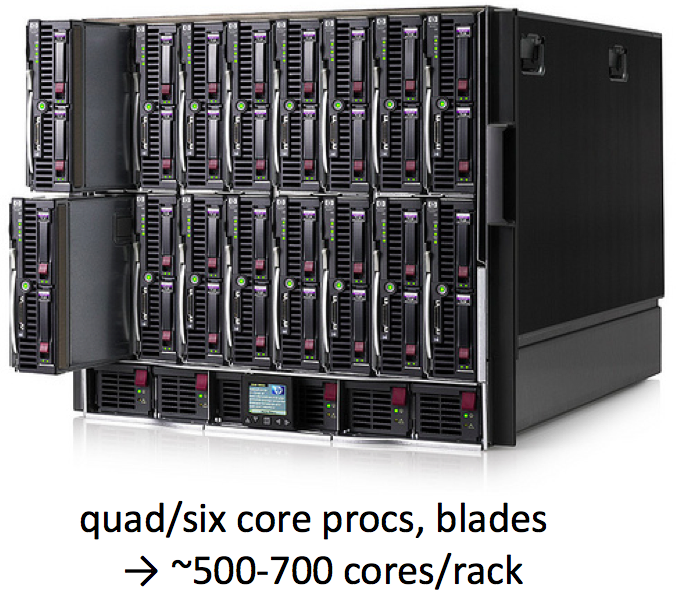 quad/six core procs, blades
→ ~500-700 cores/rack